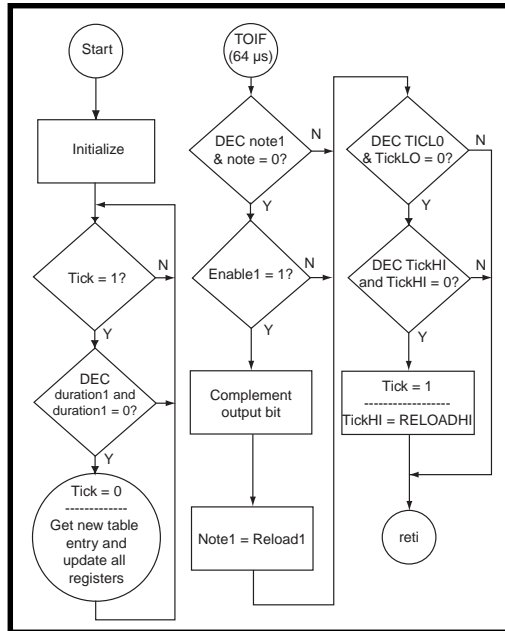 Start
Initialize
Tick = 1?
N
Y
DEC
duration1 and
duration1 = 0?
Y
Tick = 0
-------------
Get new table
entry and
update all
registers
TOIF
(64 µs)
DEC note1
& note = 0?
N
Y
Enable1 = 1?
N
Y
Complement
output bit
Note1 = Reload1
DEC TICL0
& TickLO = 0?
N
Y
DEC TickHI
and TickHI = 0?
N
Y
Tick = 1
-------------------
TickHI = RELOADHI
reti